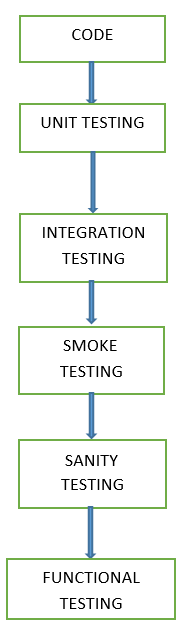 CODE
UNIT TESTING
INTEGRATION
TESTING
SMOKE
TESTING
SANITY
TESTING
FUNCTIONAL
TESTING